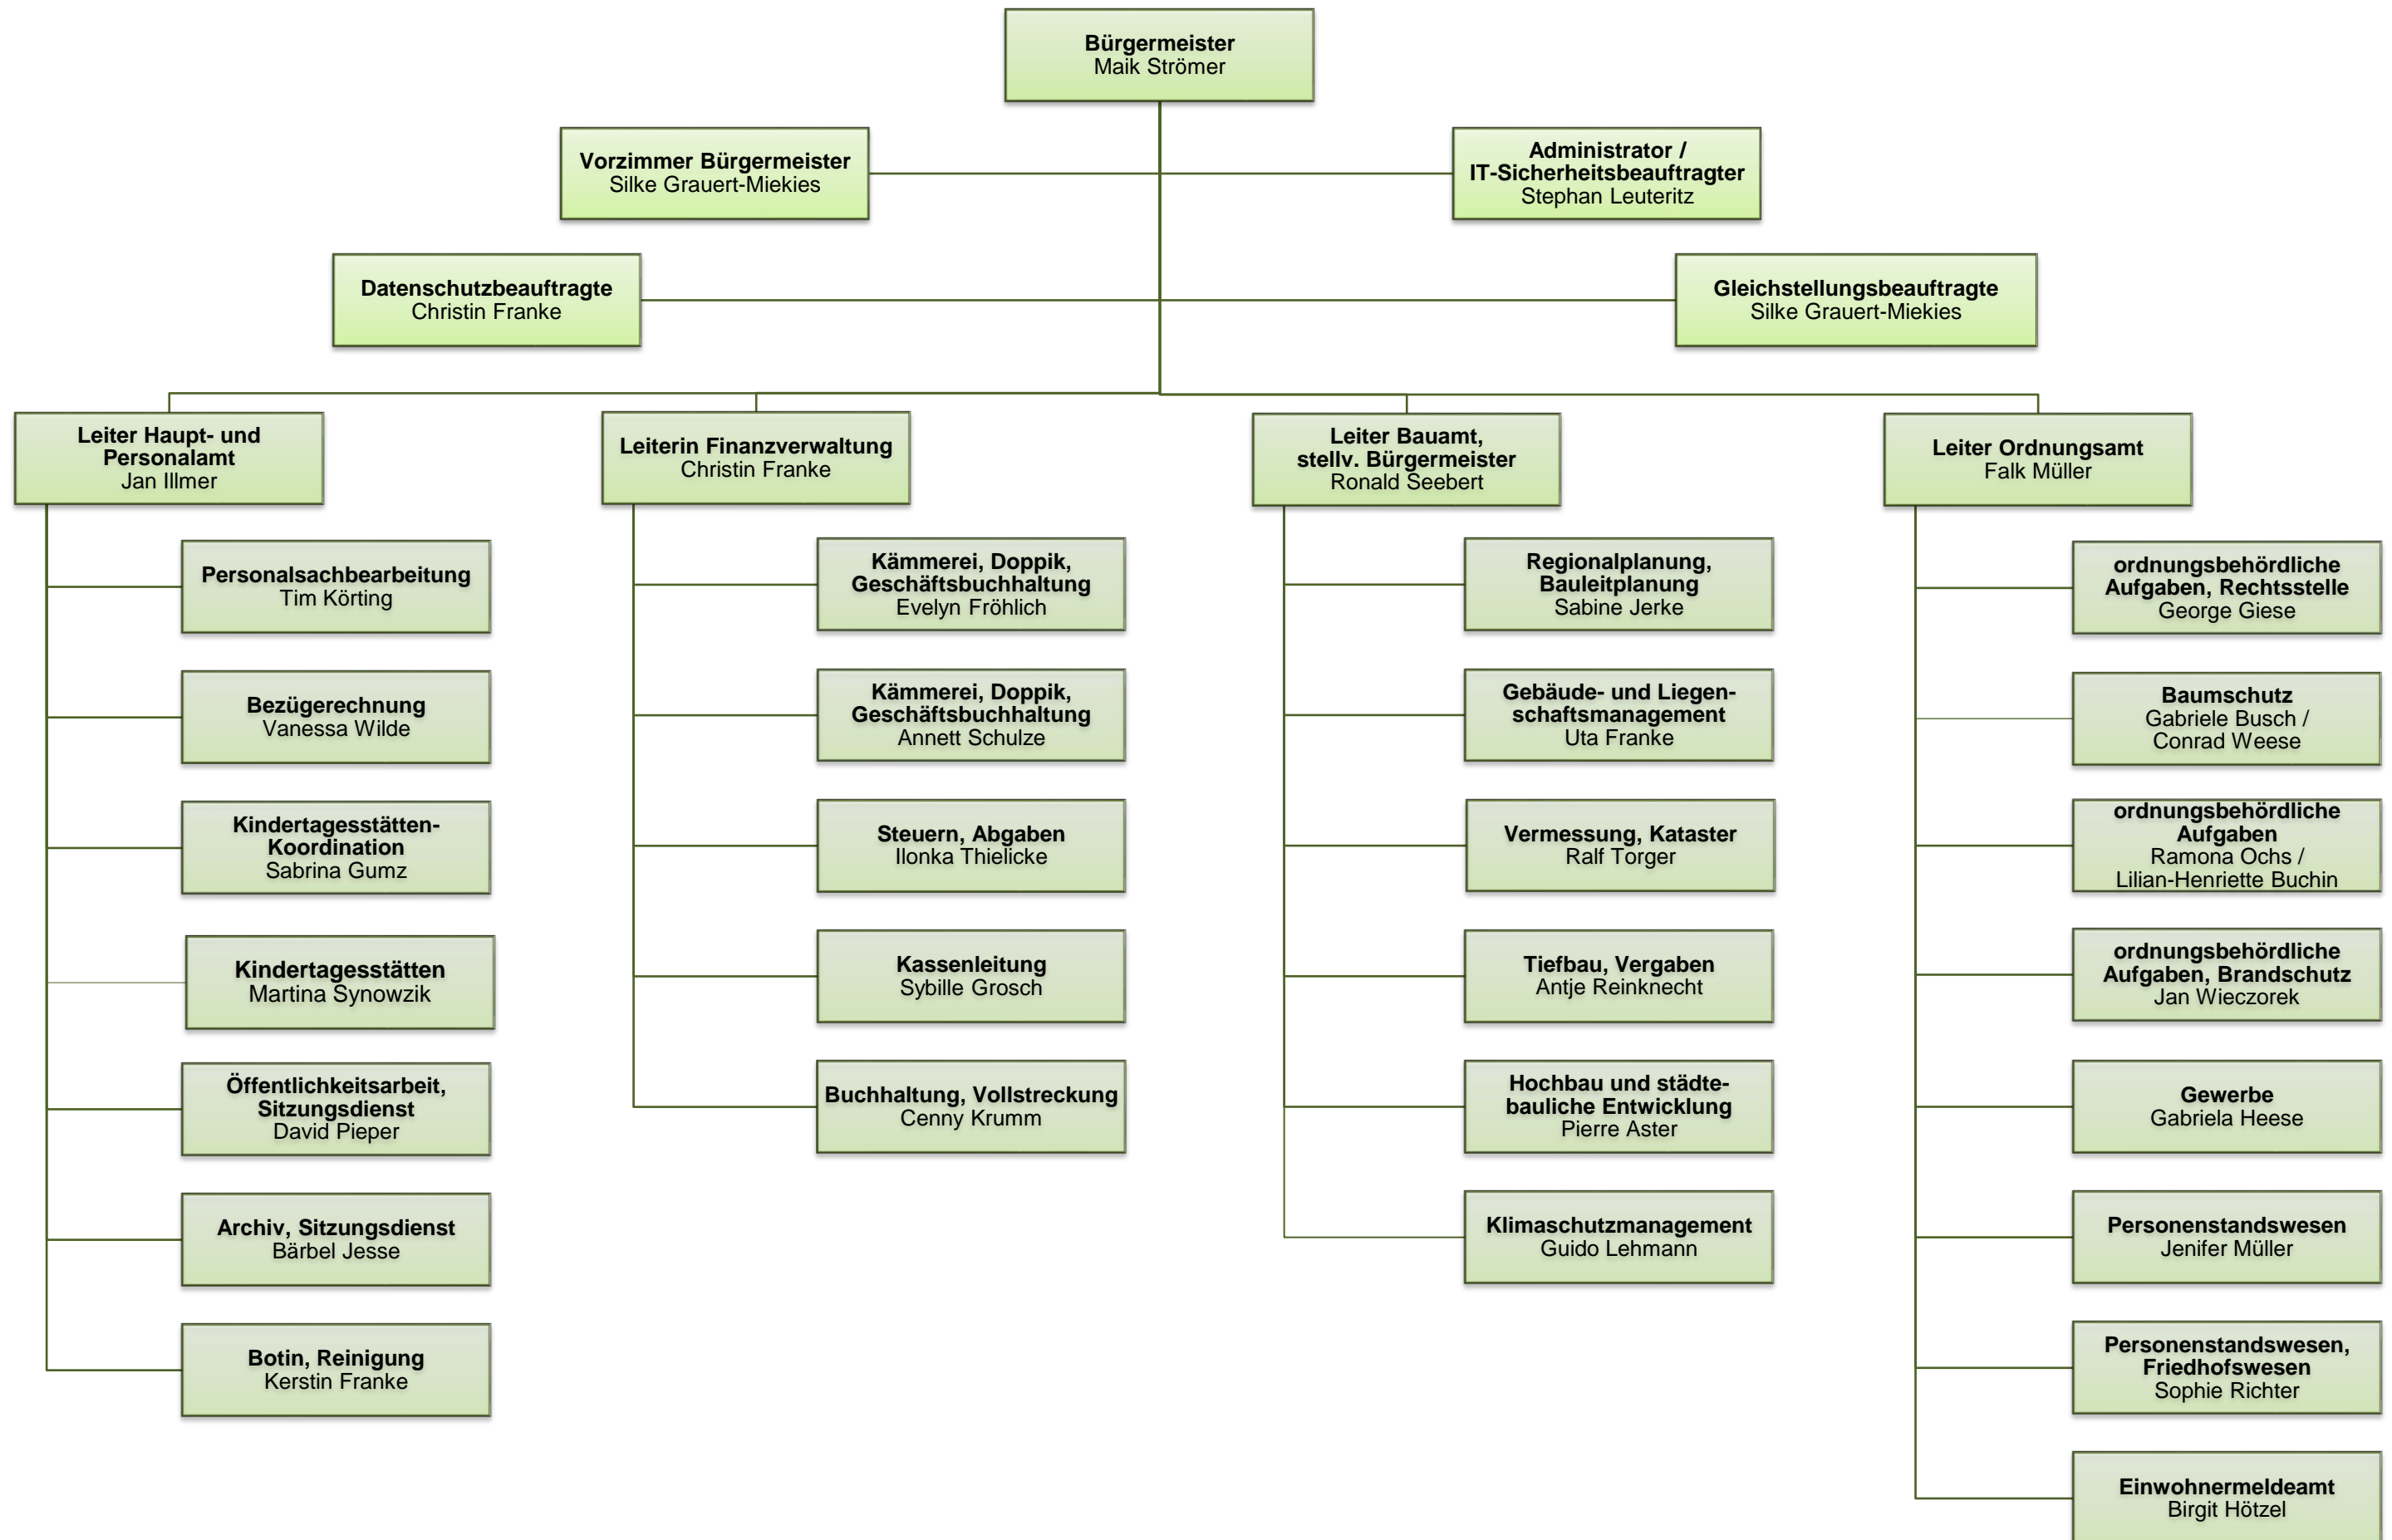 Bürgermeister
Maik Strömer
Vorzimmer Bürgermeister
Silke Grauert-Miekies
Administrator /
IT-Sicherheitsbeauftragter
Stephan Leuteritz
Datenschutzbeauftragte
Christin Franke
Gleichstellungsbeauftragte
Silke Grauert-Miekies
Leiter Haupt- und
Personalamt
Jan Illmer
Personalsachbearbeitung
Tim Körting
Bezügerechnung
Vanessa Wilde
Kindertagesstätten-
Koordination
Sabrina Gumz
Kindertagesstätten
Martina Synowzik
Öffentlichkeitsarbeit,
Sitzungsdienst
David Pieper
Archiv, Sitzungsdienst
Bärbel Jesse
Botin, Reinigung
Kerstin Franke
Leiterin Finanzverwaltung
Christin Franke
Kämmerei, Doppik,
Geschäftsbuchhaltung
Evelyn Fröhlich
Kämmerei, Doppik,
Geschäftsbuchhaltung
Annett Schulze
Steuern, Abgaben
Ilonka Thielicke
Kassenleitung
Sybille Grosch
Buchhaltung, Vollstreckung
Cenny Krumm
Leiter Bauamt,
stellv. Bürgermeister
Ronald Seebert
Regionalplanung,
Bauleitplanung
Sabine Jerke
Gebäude- und Liegen-
schaftsmanagement
Uta Franke
Vermessung, Kataster
Ralf Torger
Tiefbau, Vergaben
Antje Reinknecht
Hochbau und städte-
bauliche Entwicklung
Pierre Aster
Klimaschutzmanagement
Guido Lehmann
Leiter Ordnungsamt
Falk Müller
ordnungsbehördliche
Aufgaben, Rechtsstelle
George Giese
Baumschutz
Gabriele Busch /
Conrad Weese
ordnungsbehördliche
Aufgaben
Ramona Ochs /
Lilian-Henriette Buchin
ordnungsbehördliche
Aufgaben, Brandschutz
Jan Wieczorek
Gewerbe
Gabriela Heese
Personenstandswesen
Jenifer Müller
Personenstandswesen,
Friedhofswesen
Sophie Richter
Einwohnermeldeamt
Birgit Hötzel